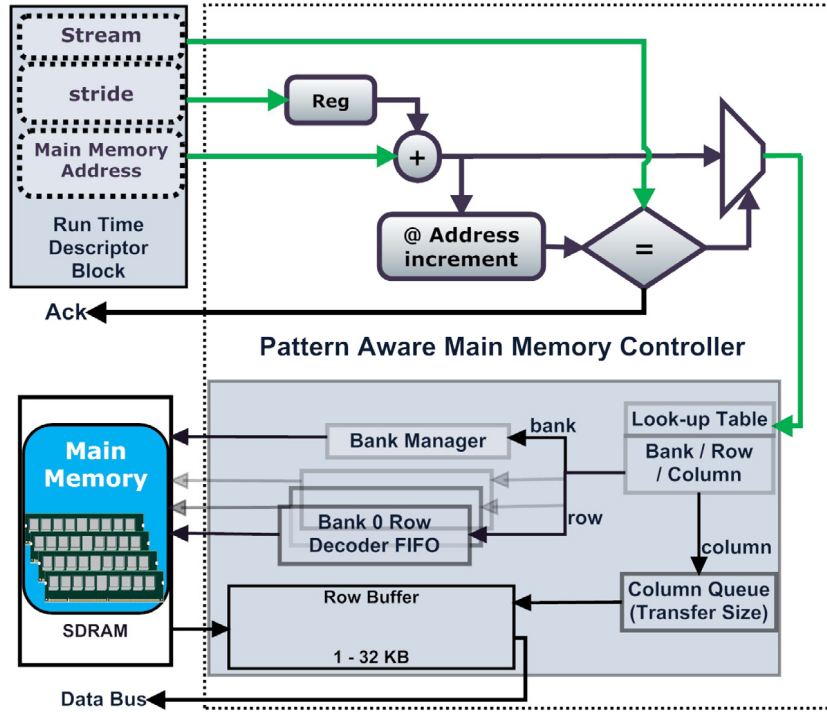 Stream
stride
Reg
Main Memory
Address
+
Run Time
Descriptor
Block
@ Address
increment
=
Ack
Pattern Aware Main Memory Controller
Main
Memory
SDRAM
bank
Bank Manager
Look-up Table
Bank / Row
/ Column
row
Bank 0 Row
Decoder FIFO
column
Column Queue
(Transfer Size)
Row Buffer
1 - 32 KB
Data Bus